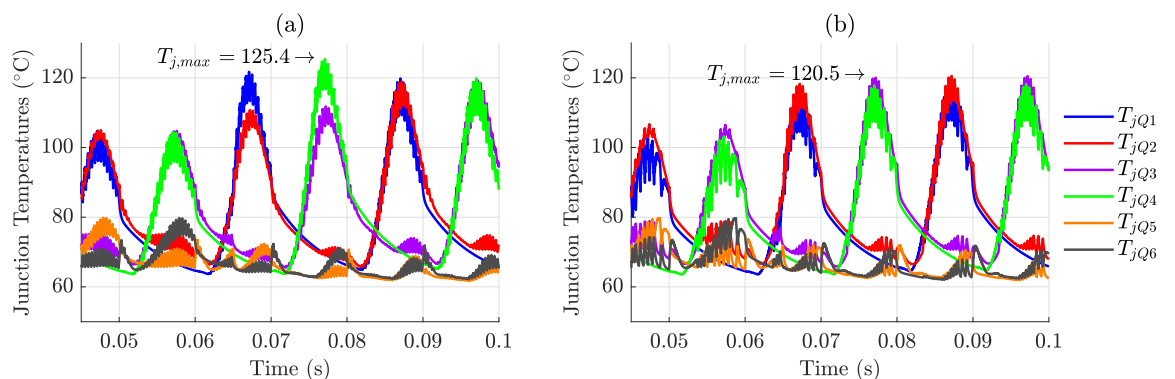 (a)
T_{j,max} = 125.4→
Junction Temperatures (°C)
120
100
80
60
0.05
0.06
0.07
0.08
0.09
0.1
Time (s)
(b)
T_{j,max} = 120.5→
Junction Temperatures (°C)
120
100
80
60
0.05
0.06
0.07
0.08
0.09
0.1
Time (s)
T_{jQ1}
T_{jQ2}
T_{jQ3}
T_{jQ4}
T_{jQ5}
T_{jQ6}